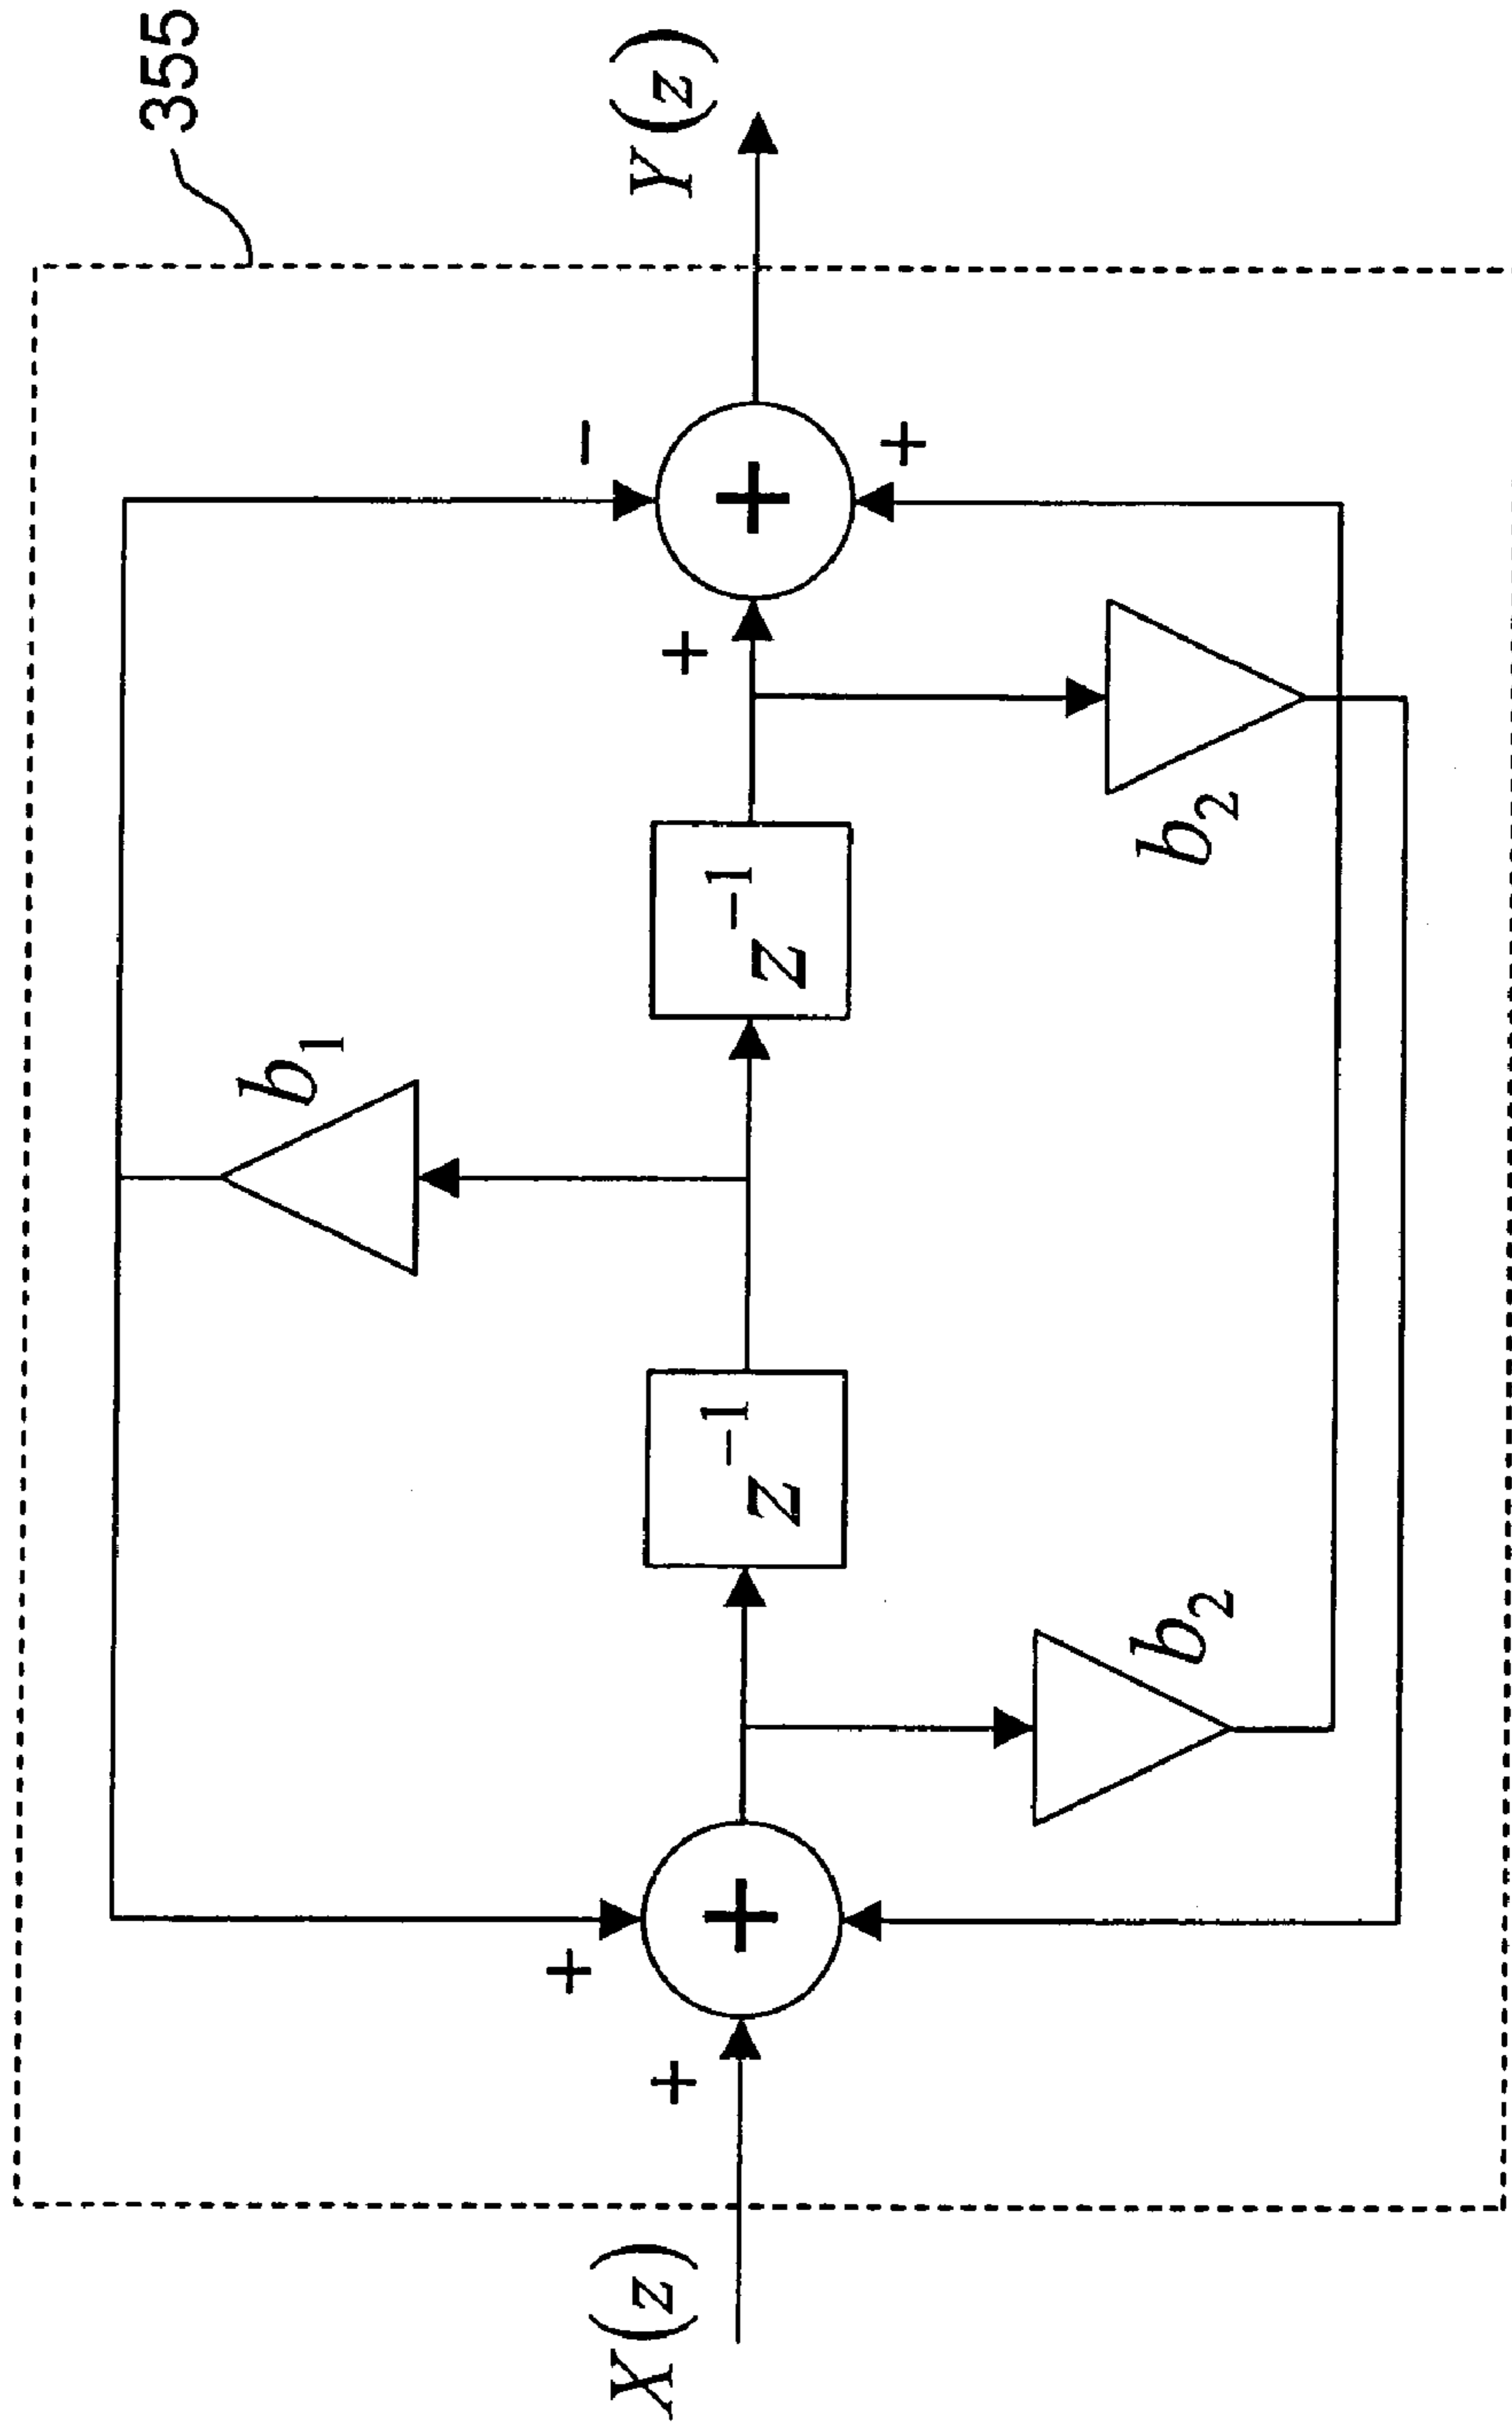 355
X(z)
Y(z)
+
+
+
b₁
z⁻¹
z⁻¹
b₂
b₂
+
−
+
+